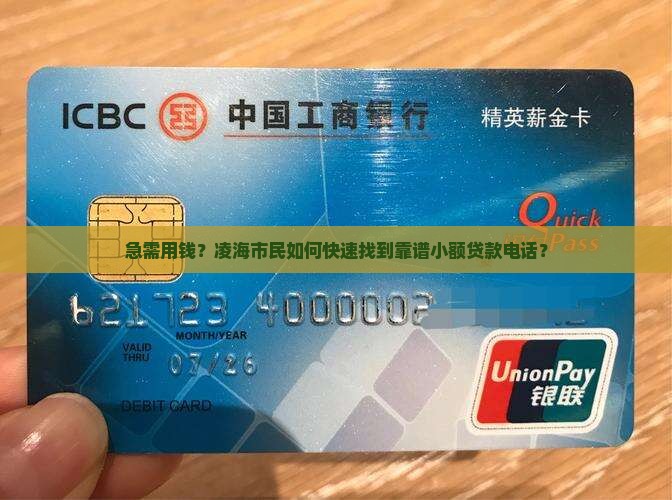 ICBC 中国工商银行 精英薪金卡
Quick
Pass
急需用钱？凌海市民如何快速找到靠谱小额贷款电话？
621723 4000002
MONTH/YEAR
VALID
THRU
07/26
DEBIT CARD
UnionPay
银联